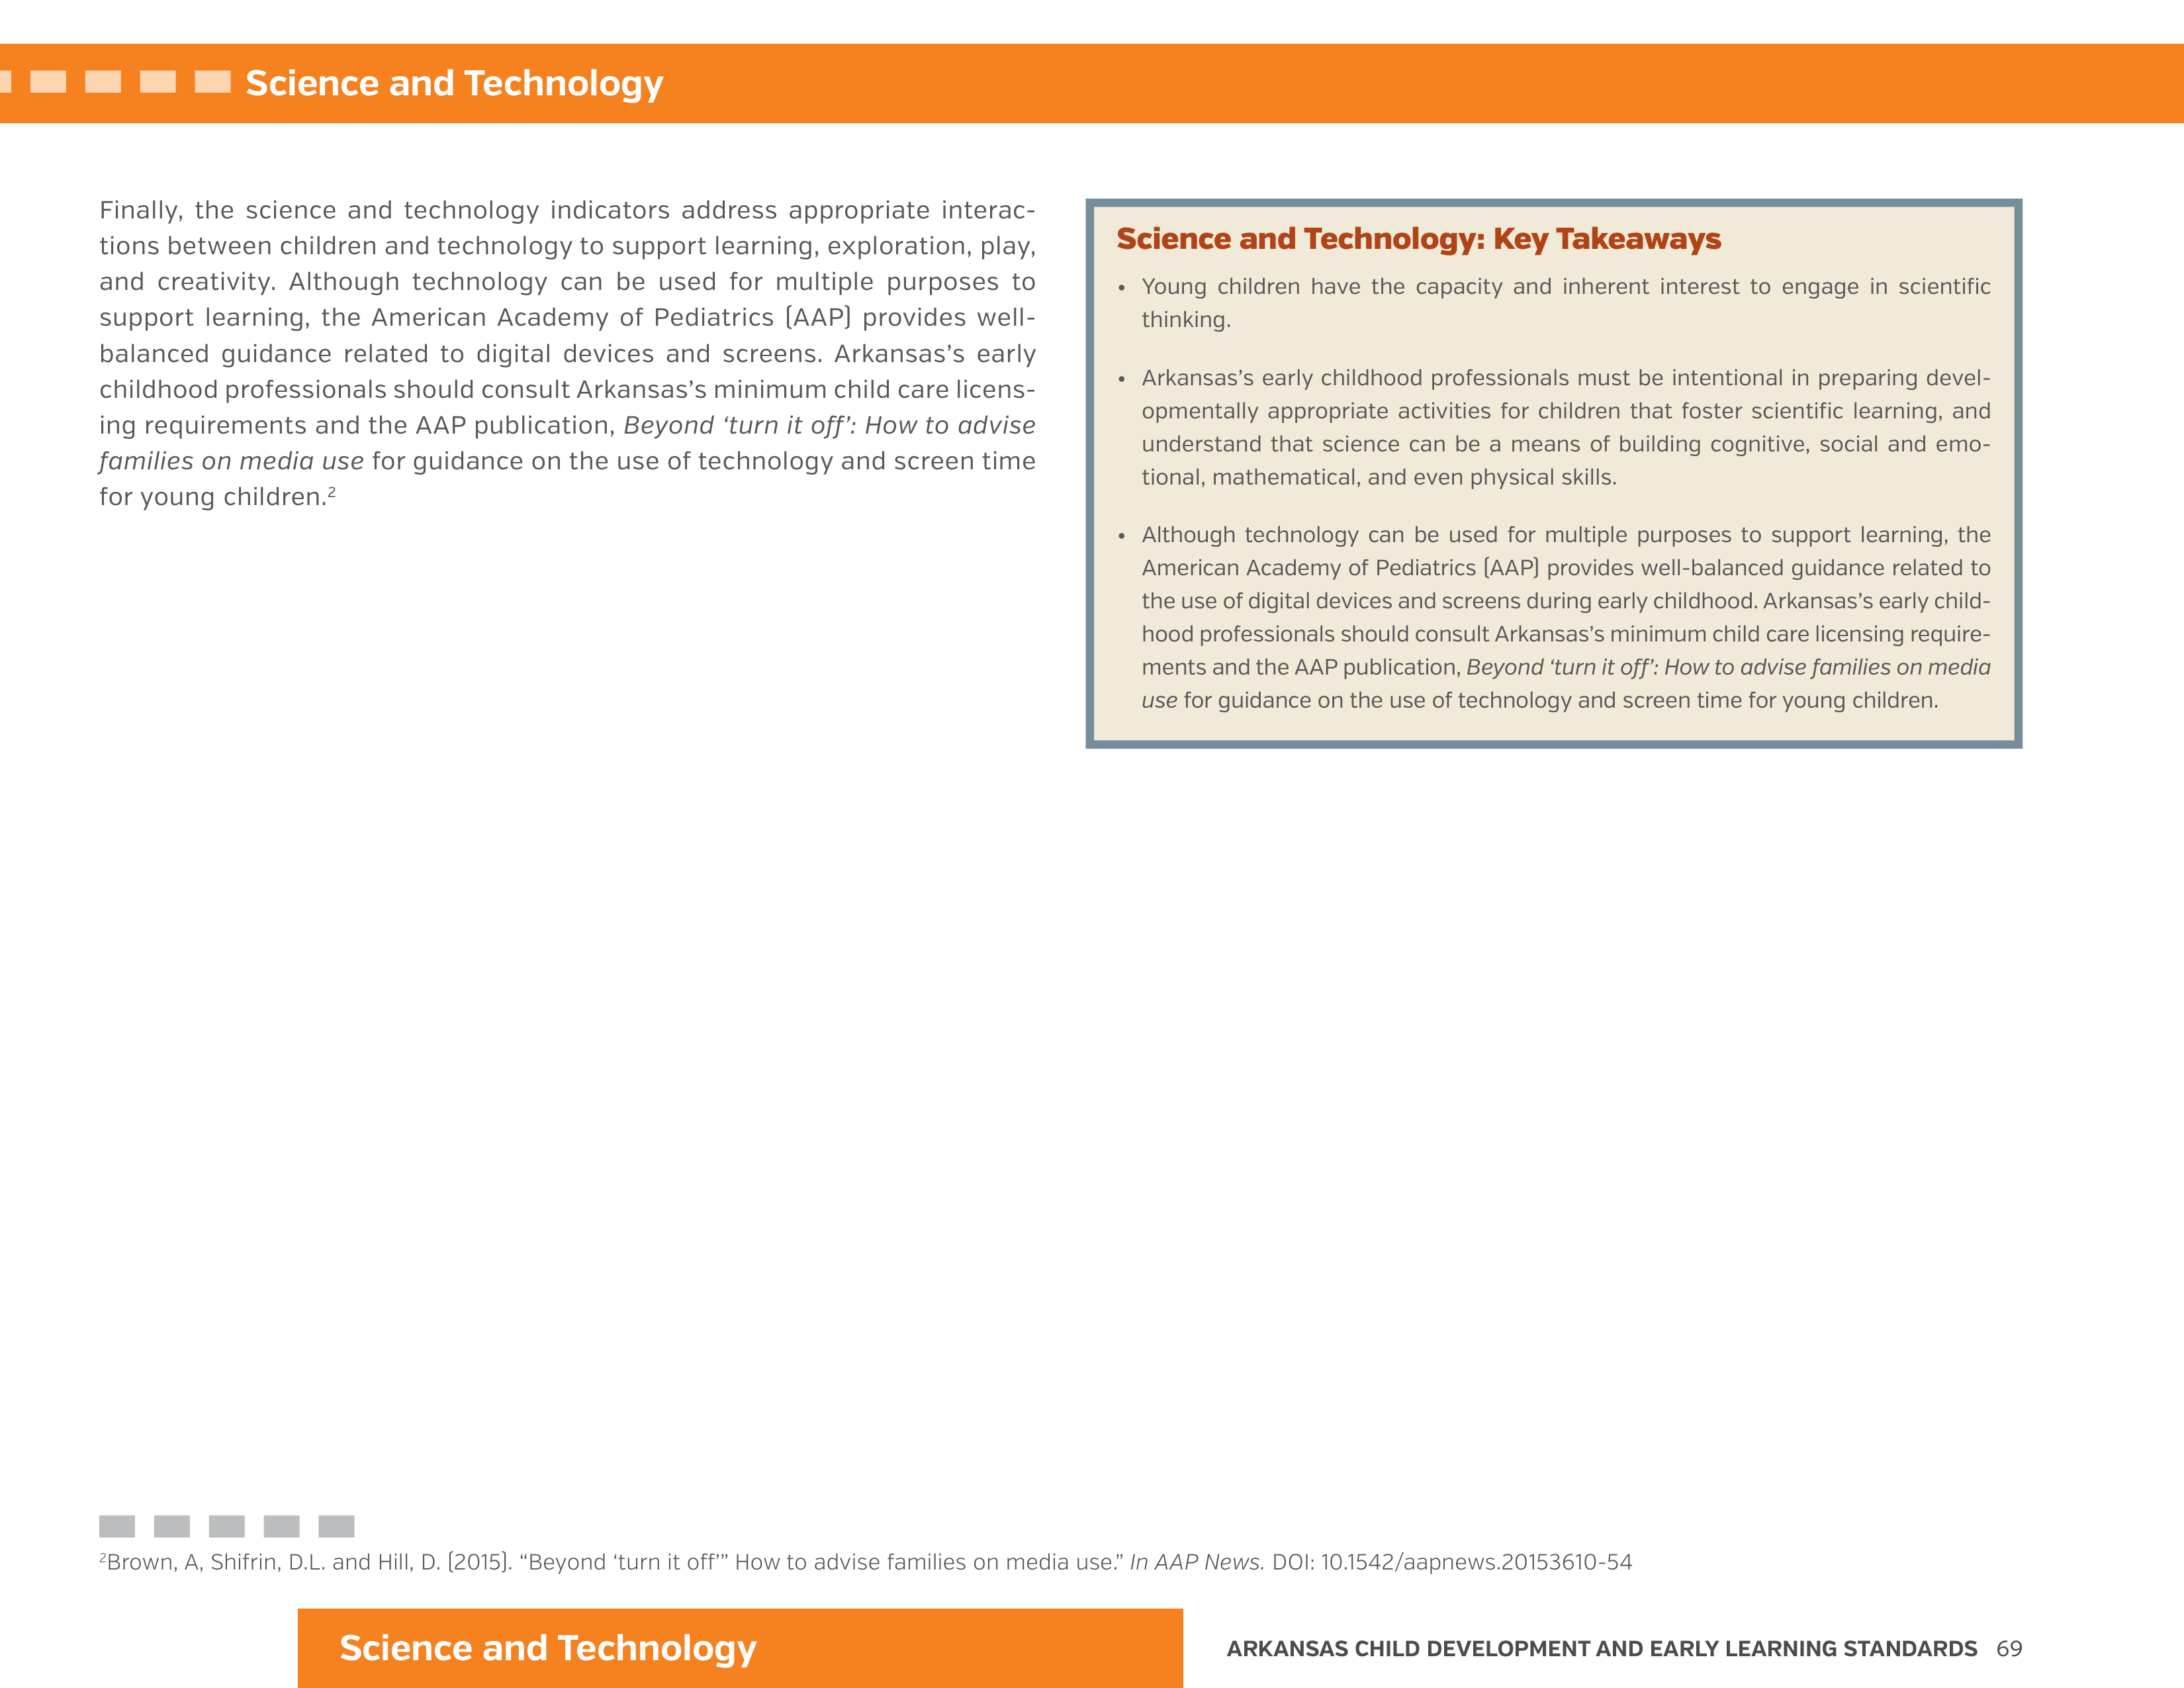 Science and Technology
Finally, the science and technology indicators address appropriate interac-
tions between children and technology to support learning, exploration, play,
and creativity. Although technology can be used for multiple purposes to
support learning, the American Academy of Pediatrics (AAP) provides well-
balanced guidance related to digital devices and screens. Arkansas’s early
childhood professionals should consult Arkansas’s minimum child care licens-
ing requirements and the AAP publication, Beyond ‘turn it off’: How to advise
families on media use for guidance on the use of technology and screen time
for young children.²
Science and Technology: Key Takeaways
• Young children have the capacity and inherent interest to engage in scientific
thinking.
• Arkansas’s early childhood professionals must be intentional in preparing devel-
opmentally appropriate activities for children that foster scientific learning, and
understand that science can be a means of building cognitive, social and emo-
tional, mathematical, and even physical skills.
• Although technology can be used for multiple purposes to support learning, the
American Academy of Pediatrics (AAP) provides well-balanced guidance related to
the use of digital devices and screens during early childhood. Arkansas’s early child-
hood professionals should consult Arkansas’s minimum child care licensing require-
ments and the AAP publication, Beyond ‘turn it off’: How to advise families on media
use for guidance on the use of technology and screen time for young children.
²Brown, A, Shifrin, D.L. and Hill, D. (2015). “Beyond ‘turn it off’” How to advise families on media use.” In AAP News. DOI: 10.1542/aapnews.20153610-54
Science and Technology
ARKANSAS CHILD DEVELOPMENT AND EARLY LEARNING STANDARDS 69